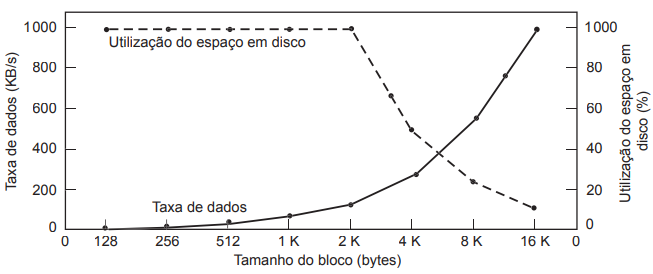 1000
800
600
400
200
0
Taxa de dados (KB/s)
Utilização do espaço em disco
Taxa de dados
1000
80
60
40
20
0
Utilização do espaço em
disco (%)
0 128 256 512 1 K 2 K 4 K 8 K 16 K 0
Tamanho do bloco (bytes)